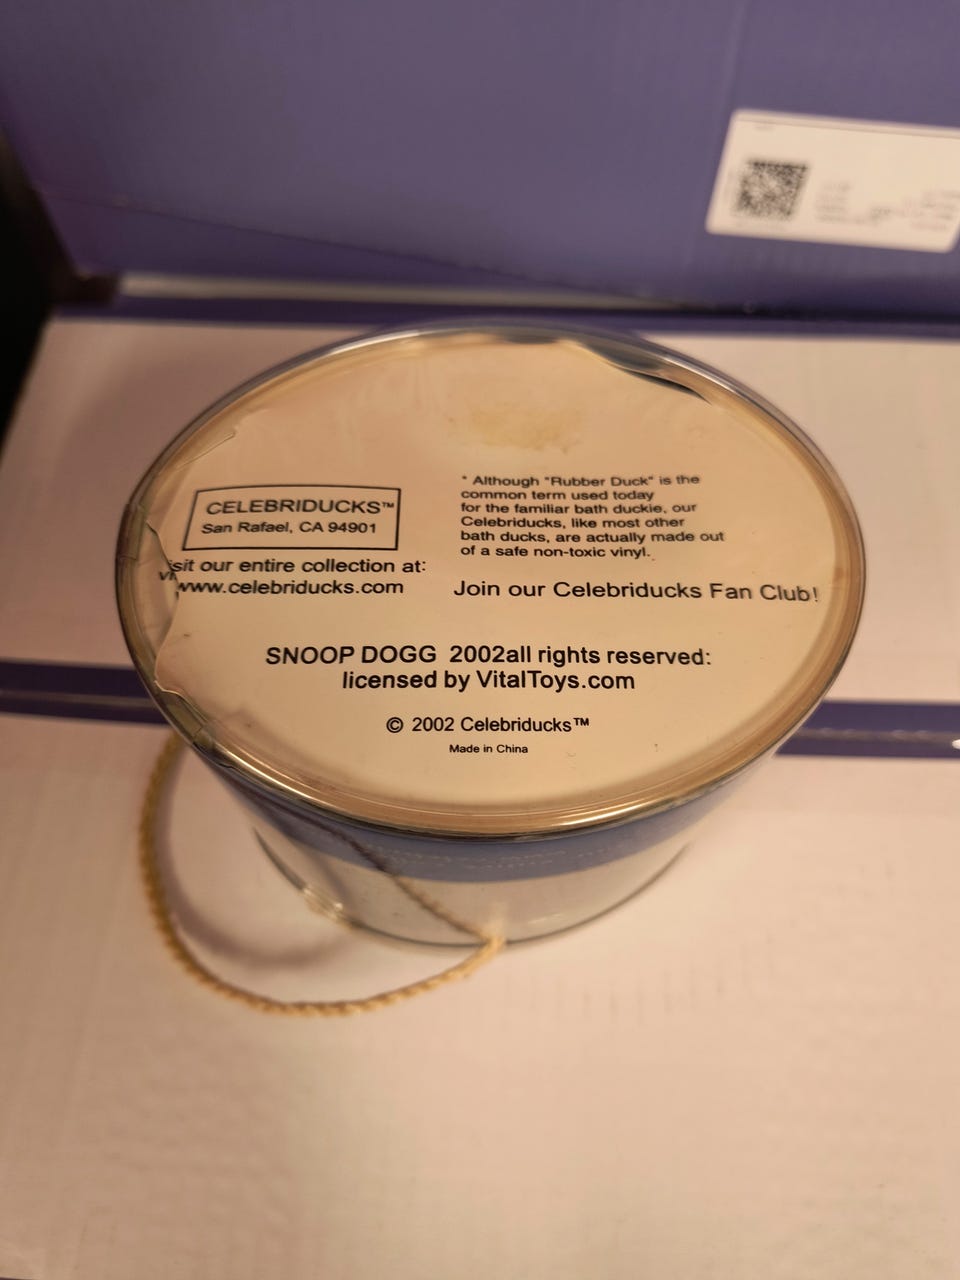 CELEBRIDUCKS™
San Rafael, CA 94901
Visit our entire collection at:
www.celebriducks.com
* Although "Rubber Duck" is the
common term used today
for the familiar bath duckie, our
Celebriducks, like most other
bath ducks, are actually made out
of a safe non-toxic vinyl.
Join our Celebriducks Fan Club!
SNOOP DOGG 2002all rights reserved:
licensed by VitalToys.com
© 2002 Celebriducks™
Made in China